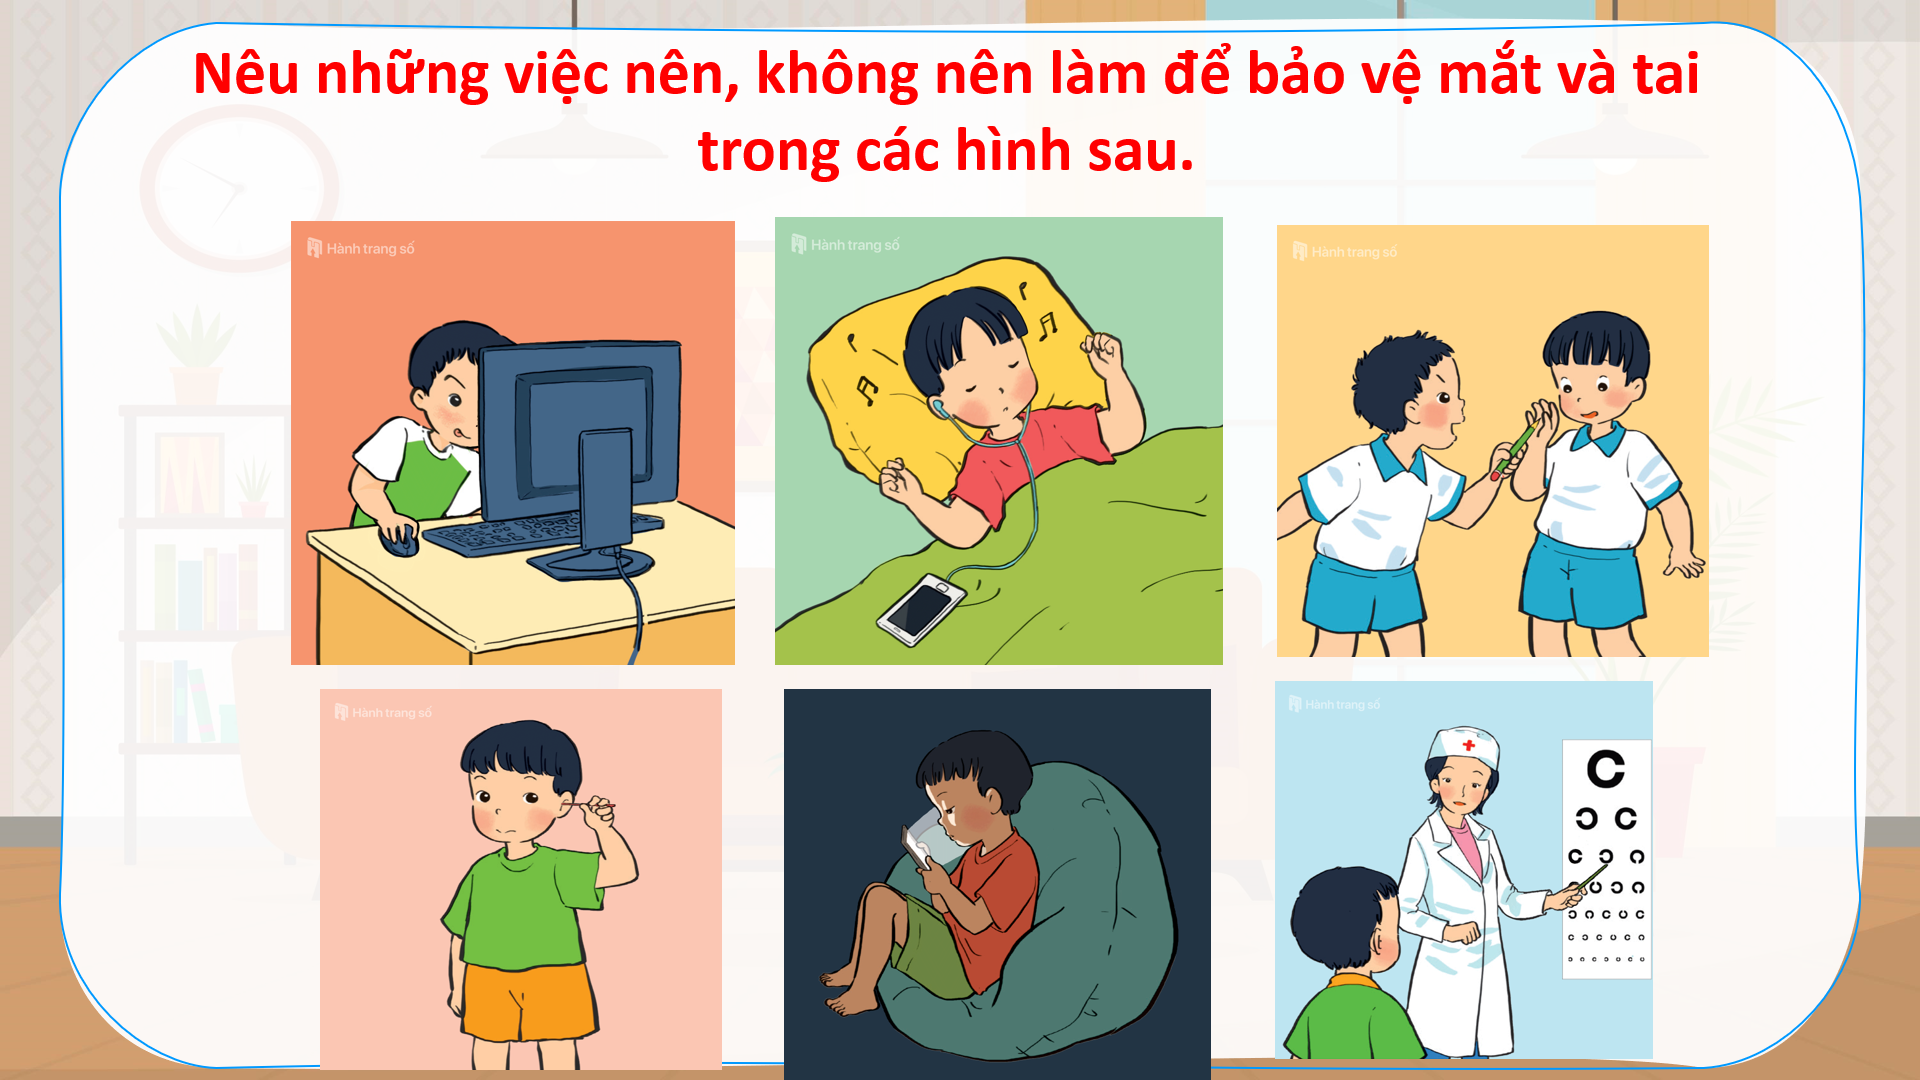 Nêu những việc nên, không nên làm để bảo vệ mắt và tai
trong các hình sau.
Hành trang số
Hành trang số
Hành trang số
Hành trang số
Hành trang số
C
C